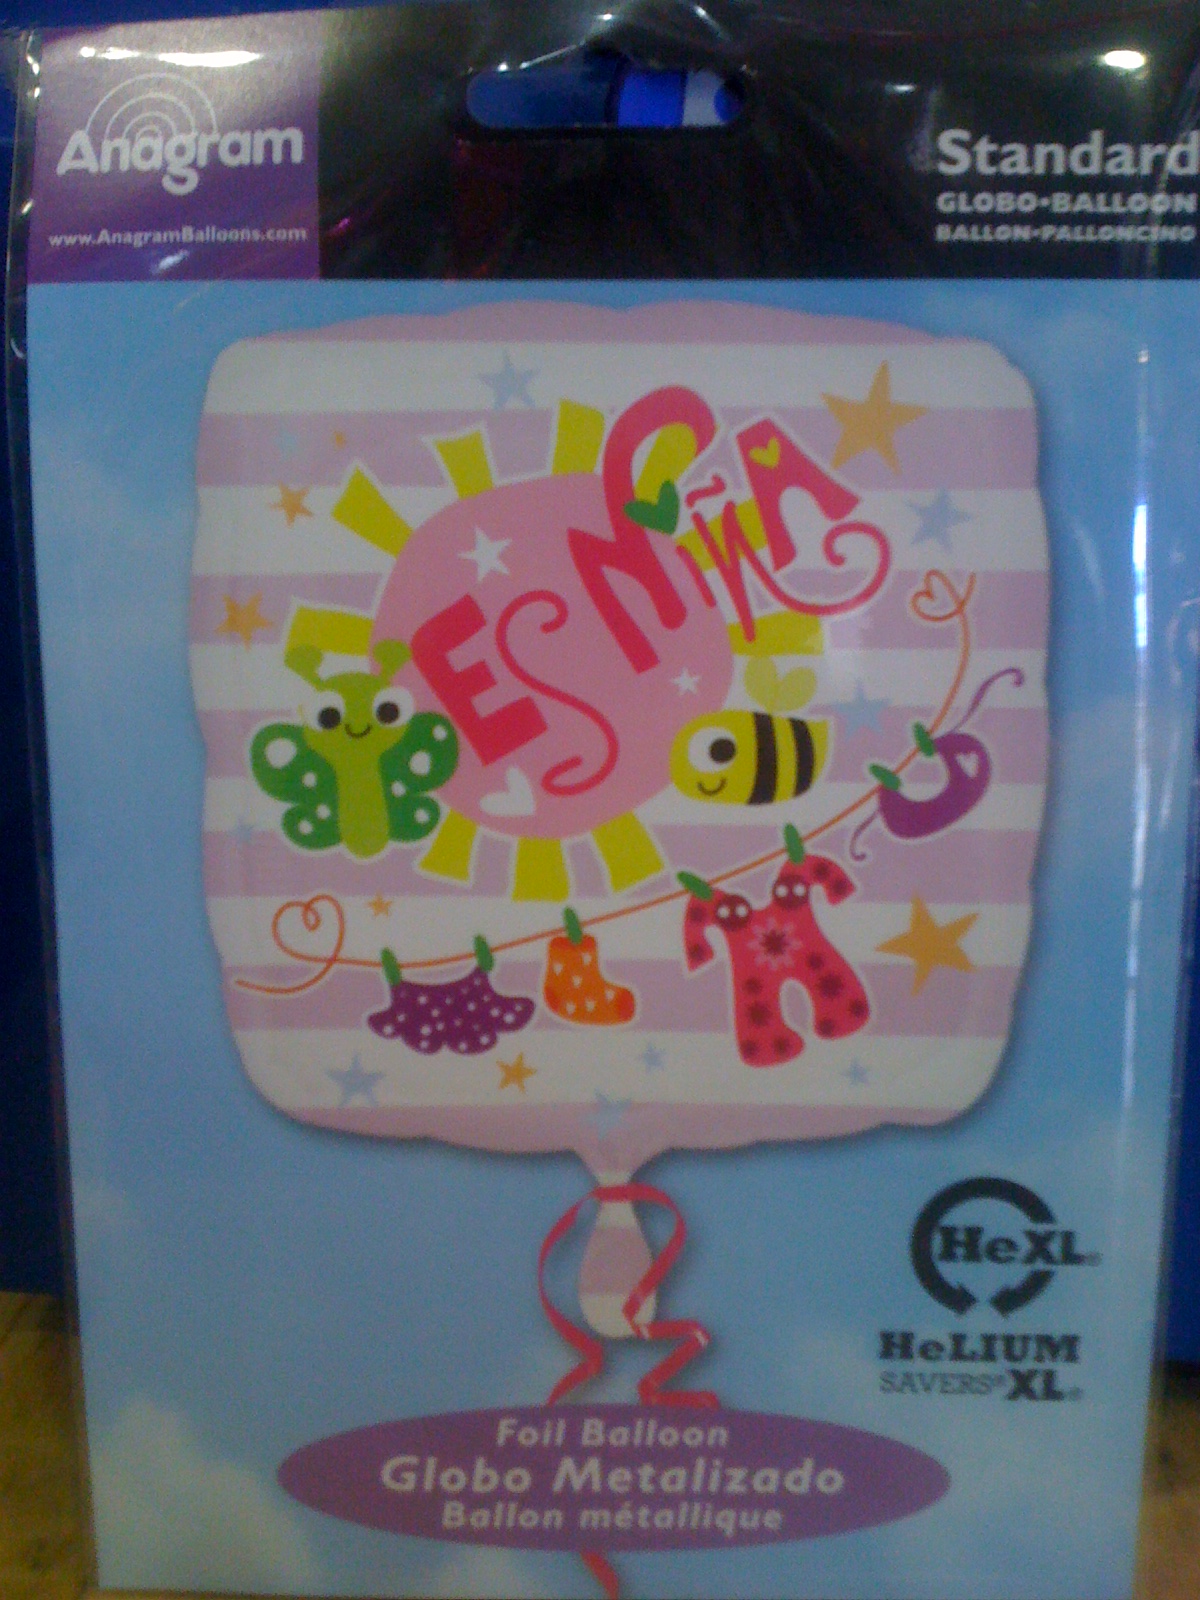 Anagram
www.AnagramBalloons.com
Standard
GLOBO•BALLOON
BALLON•PALLONCINO
ES NiñA
HeXL®
HeLIUM
SAVERS® XL®
Foil Balloon
Globo Metalizado
Ballon métallique